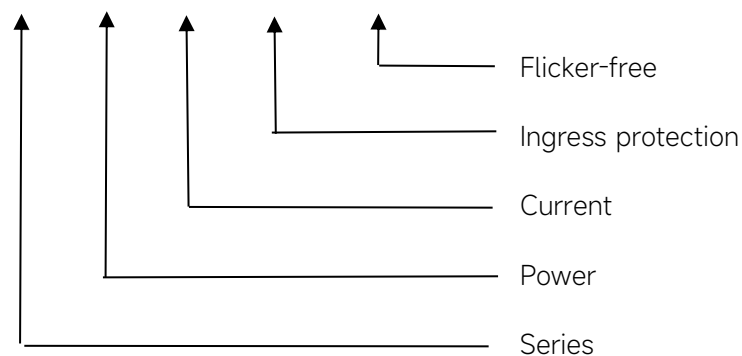 Flicker-free
Ingress protection
Current
Power
Series